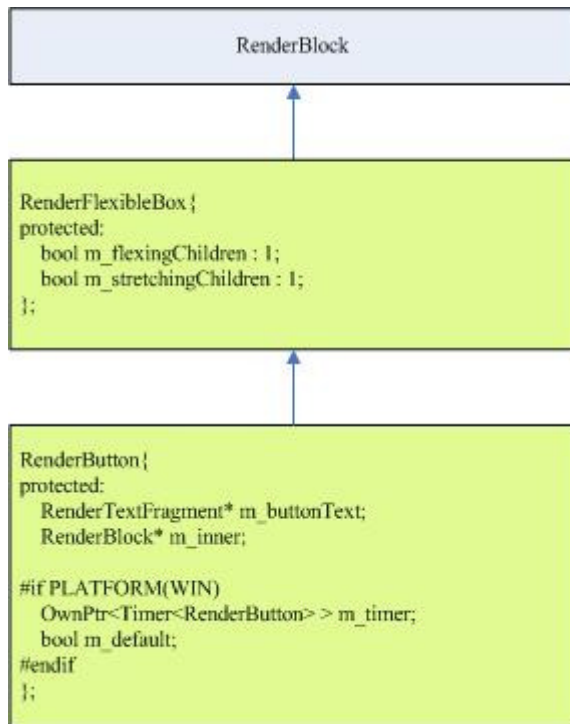 RenderBlock
RenderFlexibleBox{
protected:
bool m_flexingChildren : 1;
bool m_stretchingChildren : 1;
};
RenderButton{
protected:
RenderTextFragment* m_buttonText;
RenderBlock* m_inner;
#if PLATFORM(WIN)
OwnPtr<Timer<RenderButton> > m_timer;
bool m_default;
#endif
};